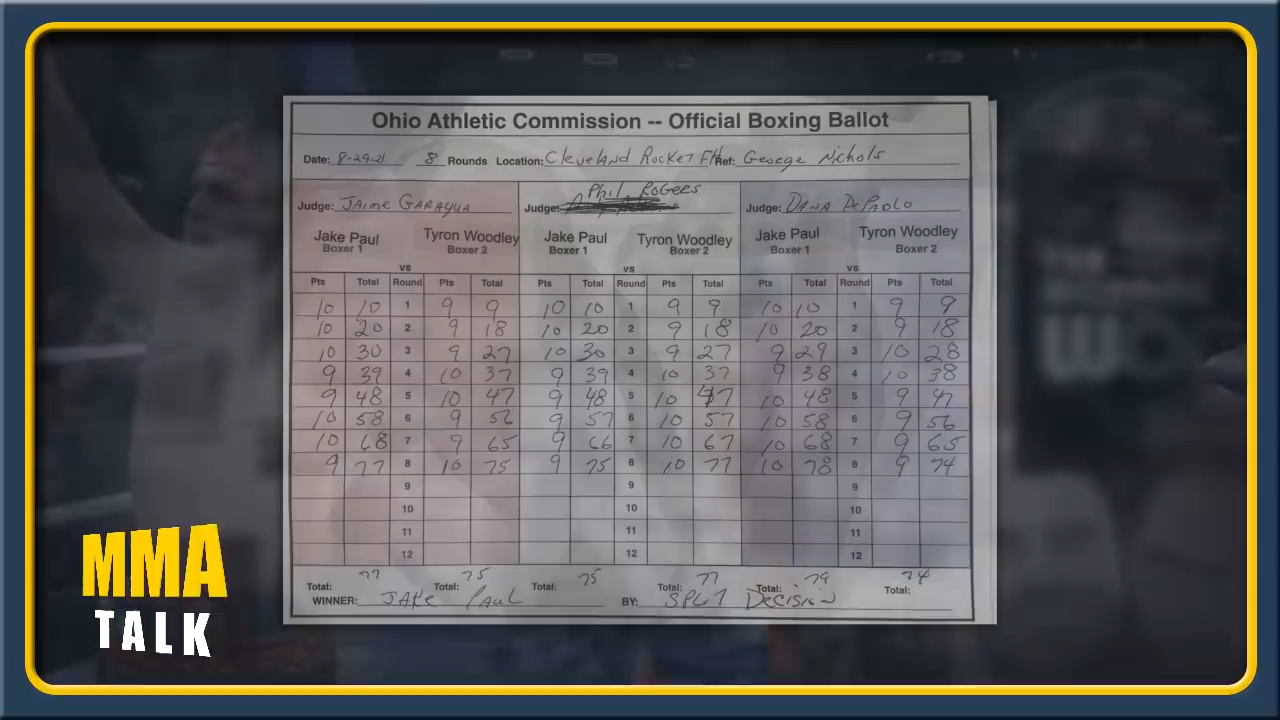 Ohio Athletic Commission -- Official Boxing Ballot
Date: 8-29-21 8 Rounds Location: Cleveland Rocket FH Ref: George Nichols
Judge: Jaime Garayua Judge: Phil Rogers Judge: Dana DePaolo
Jake Paul Tyron Woodley Jake Paul Tyron Woodley Jake Paul Tyron Woodley
Boxer 1 Boxer 2 Boxer 1 Boxer 2 Boxer 1 Boxer 2
vs vs vs
Pts Total Round Pts Total Pts Total Round Pts Total Pts Total Round Pts Total
10 10 1 9 9 10 10 1 9 9 10 10 1 9 9
10 20 2 9 18 10 20 2 9 18 10 20 2 9 18
10 30 3 9 27 10 30 3 9 27 9 29 3 10 28
9 39 4 10 37 9 39 4 10 37 9 38 4 10 38
9 48 5 10 47 9 48 5 10 47 10 48 5 9 47
10 58 6 9 56 9 57 6 10 57 10 58 6 9 56
10 68 7 9 65 9 66 7 10 67 10 68 7 9 65
9 77 8 10 75 9 75 8 10 77 10 78 8 9 74
9 9 9
10 10 10
11 11 11
12 12 12
Total: 77 Total: 75 Total: 75 Total: 77 Total: 79 Total: 74
WINNER: JAKE PAUL BY: SPLIT Decision
MMA
TALK